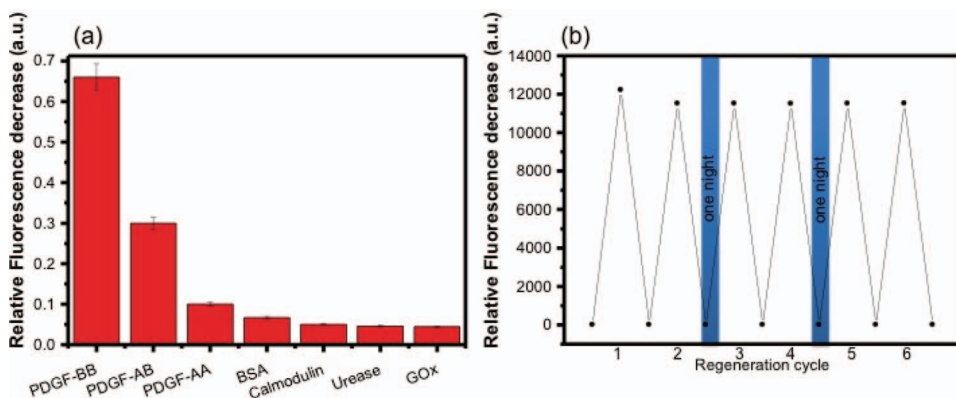 (a)
Relative Fluorescence decrease (a.u.)
0.7
0.6
0.5
0.4
0.3
0.2
0.1
0.0
PDGF-BB
PDGF-AB
PDGF-AA
BSA
Calmodulin
Urease
GOx
(b)
Relative Fluorescence decrease (a.u.)
14000
12000
10000
8000
6000
4000
2000
0
one night
one night
1 2 3 4 5 6
Regeneration cycle